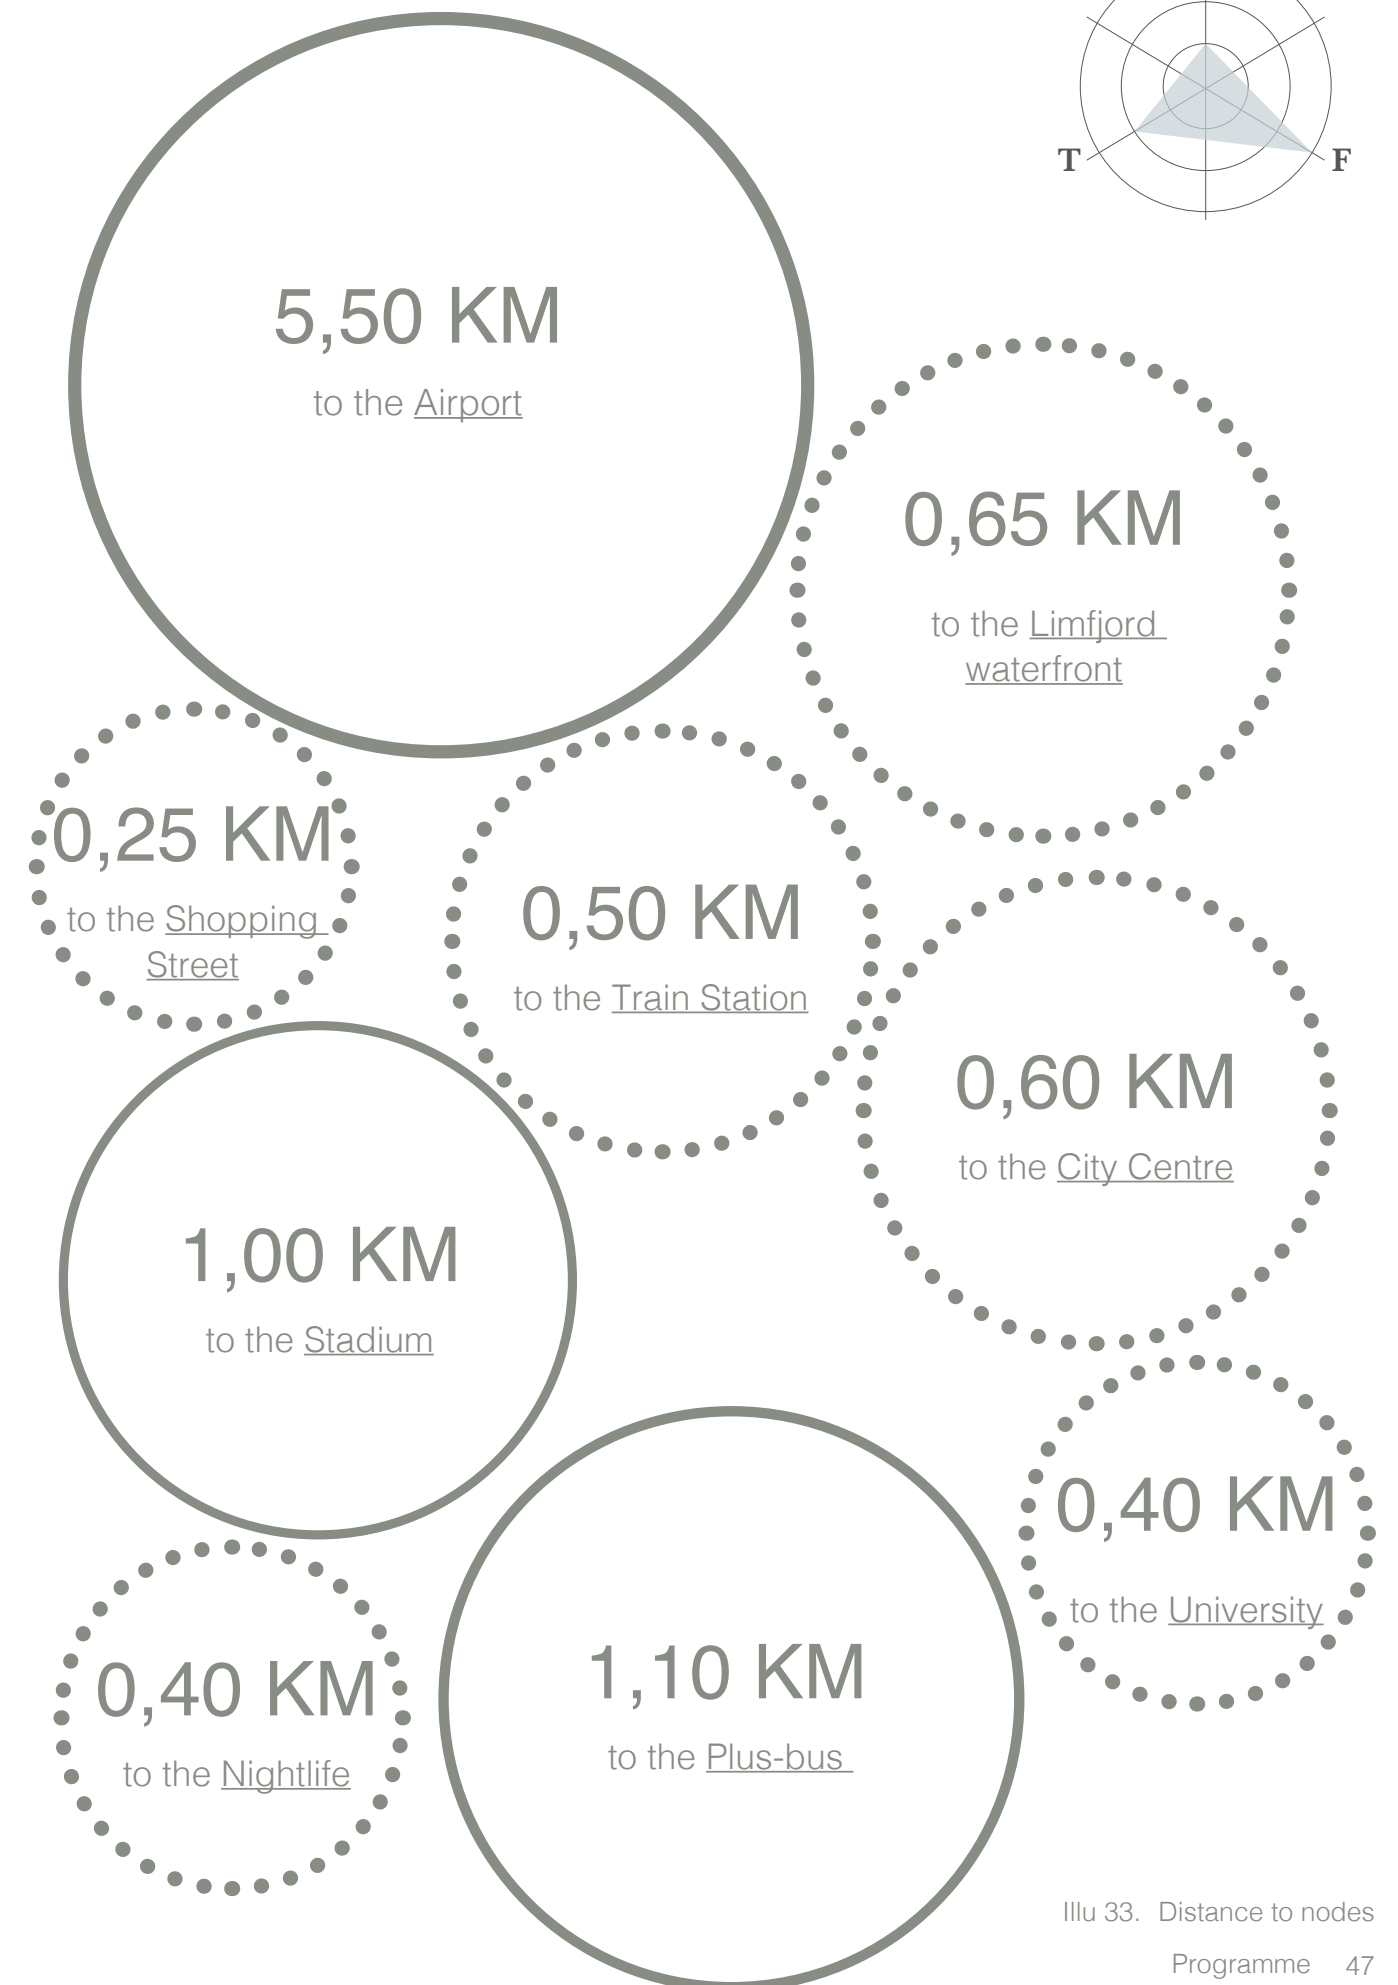 T
F
5,50 KM
to the Airport
0,65 KM
to the Limfjord
waterfront
0,25 KM
to the Shopping
Street
0,50 KM
to the Train Station
0,60 KM
to the City Centre
1,00 KM
to the Stadium
0,40 KM
to the University
1,10 KM
to the Plus-bus
0,40 KM
to the Nightlife
Illu 33. Distance to nodes
Programme 47